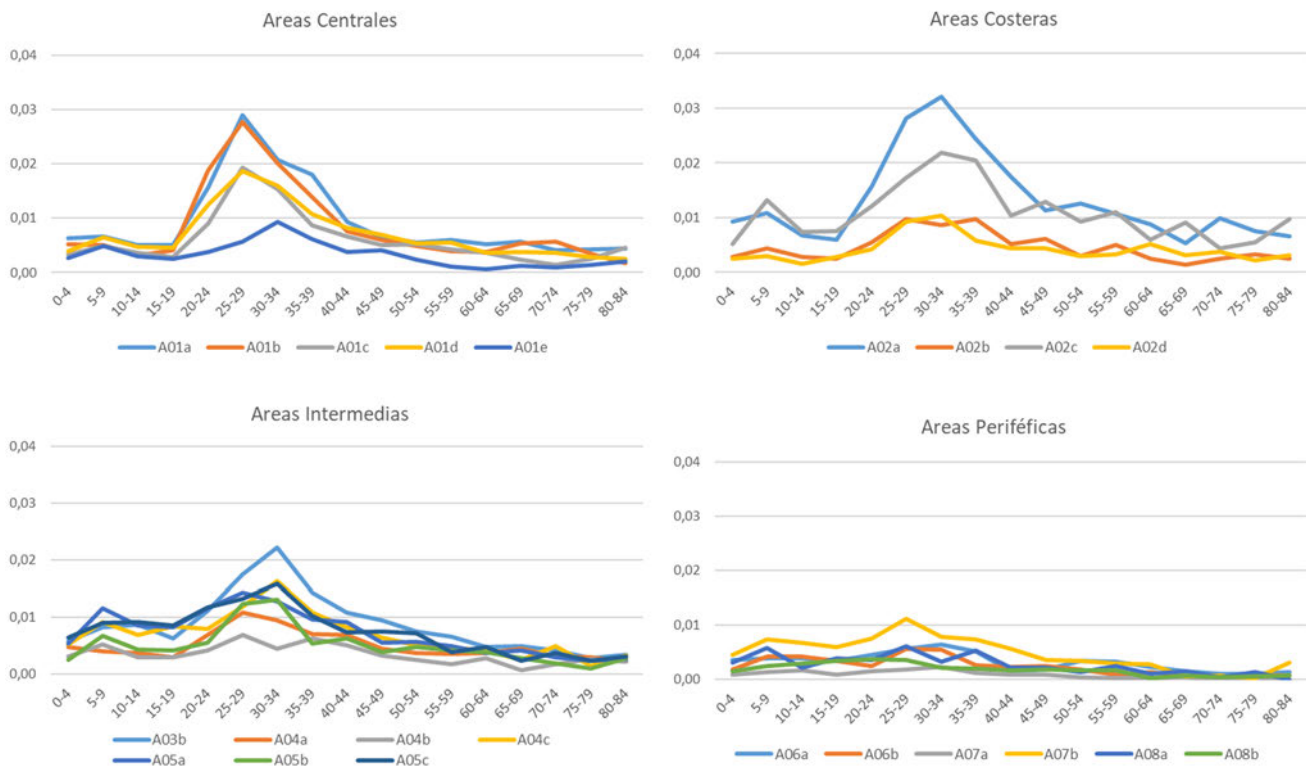 Areas Centrales
0,04
0,03
0,02
0,01
0,00
0-4 5-9 10-14 15-19 20-24 25-29 30-34 35-39 40-44 45-49 50-54 55-59 60-64 65-69 70-74 75-79 80-84
A01a A01b A01c A01d A01e
Areas Costeras
0,04
0,03
0,02
0,01
0,00
0-4 5-9 10-14 15-19 20-24 25-29 30-34 35-39 40-44 45-49 50-54 55-59 60-64 65-69 70-74 75-79 80-84
A02a A02b A02c A02d
Areas Intermedias
0,04
0,03
0,02
0,01
0,00
0-4 5-9 10-14 15-19 20-24 25-29 30-34 35-39 40-44 45-49 50-54 55-59 60-64 65-69 70-74 75-79 80-84
A03b A04a A04b A04c
A05a A05b A05c
Areas Periféficas
0,04
0,03
0,02
0,01
0,00
0-4 5-9 10-14 15-19 20-24 25-29 30-34 35-39 40-44 45-49 50-54 55-59 60-64 65-69 70-74 75-79 80-84
A06a A06b A07a A07b A08a A08b